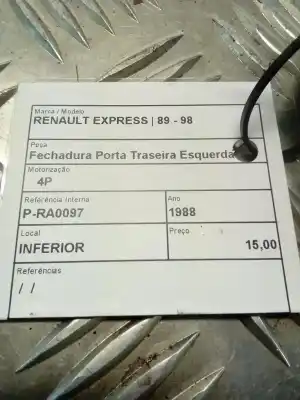 Marca / Modelo
RENAULT EXPRESS | 89 - 98
Peça
Fechadura Porta Traseira Esquerda
Motorização
4P
Referência Interna Ano
P-RA0097 1988
Local Preço
INFERIOR 15,00
Referências
/ /